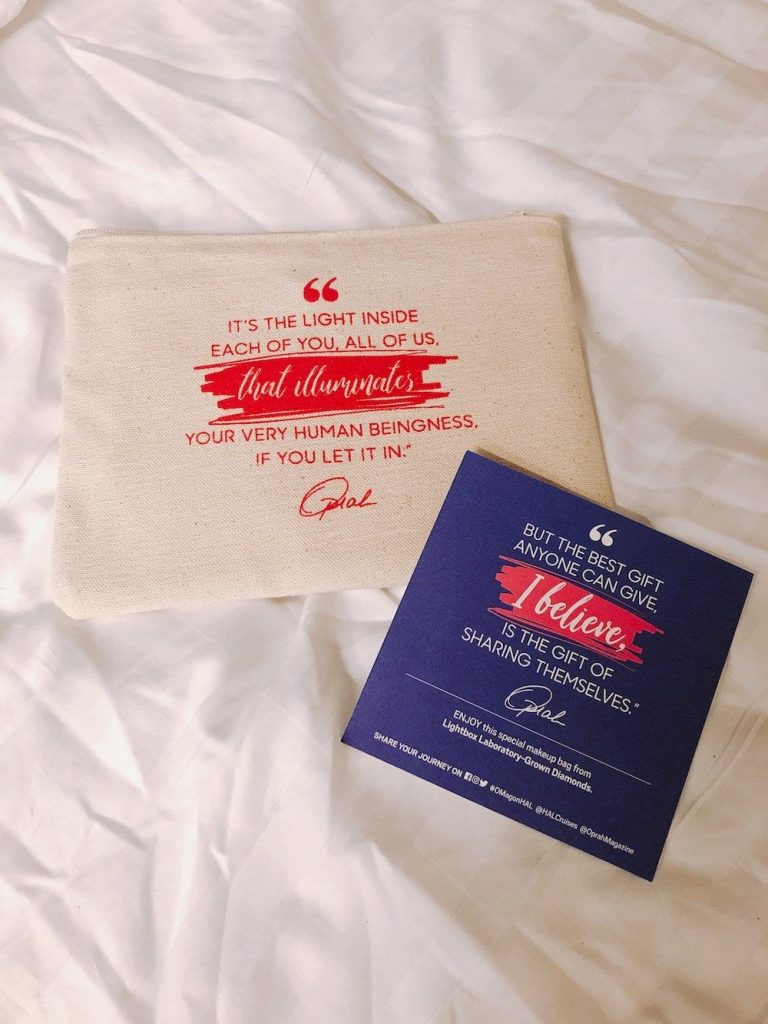 “
IT'S THE LIGHT INSIDE
EACH OF YOU, ALL OF US,
that illuminates
YOUR VERY HUMAN BEINGNESS,
IF YOU LET IT IN.”
Oprah
“
BUT THE BEST GIFT
ANYONE CAN GIVE,
I believe,
IS THE GIFT OF
SHARING THEMSELVES.”
Oprah
ENJOY this special makeup bag from
Lightbox Laboratory-Grown Diamonds.
SHARE YOUR JOURNEY ON #OMagonHAL @HALCruises @OprahMagazine